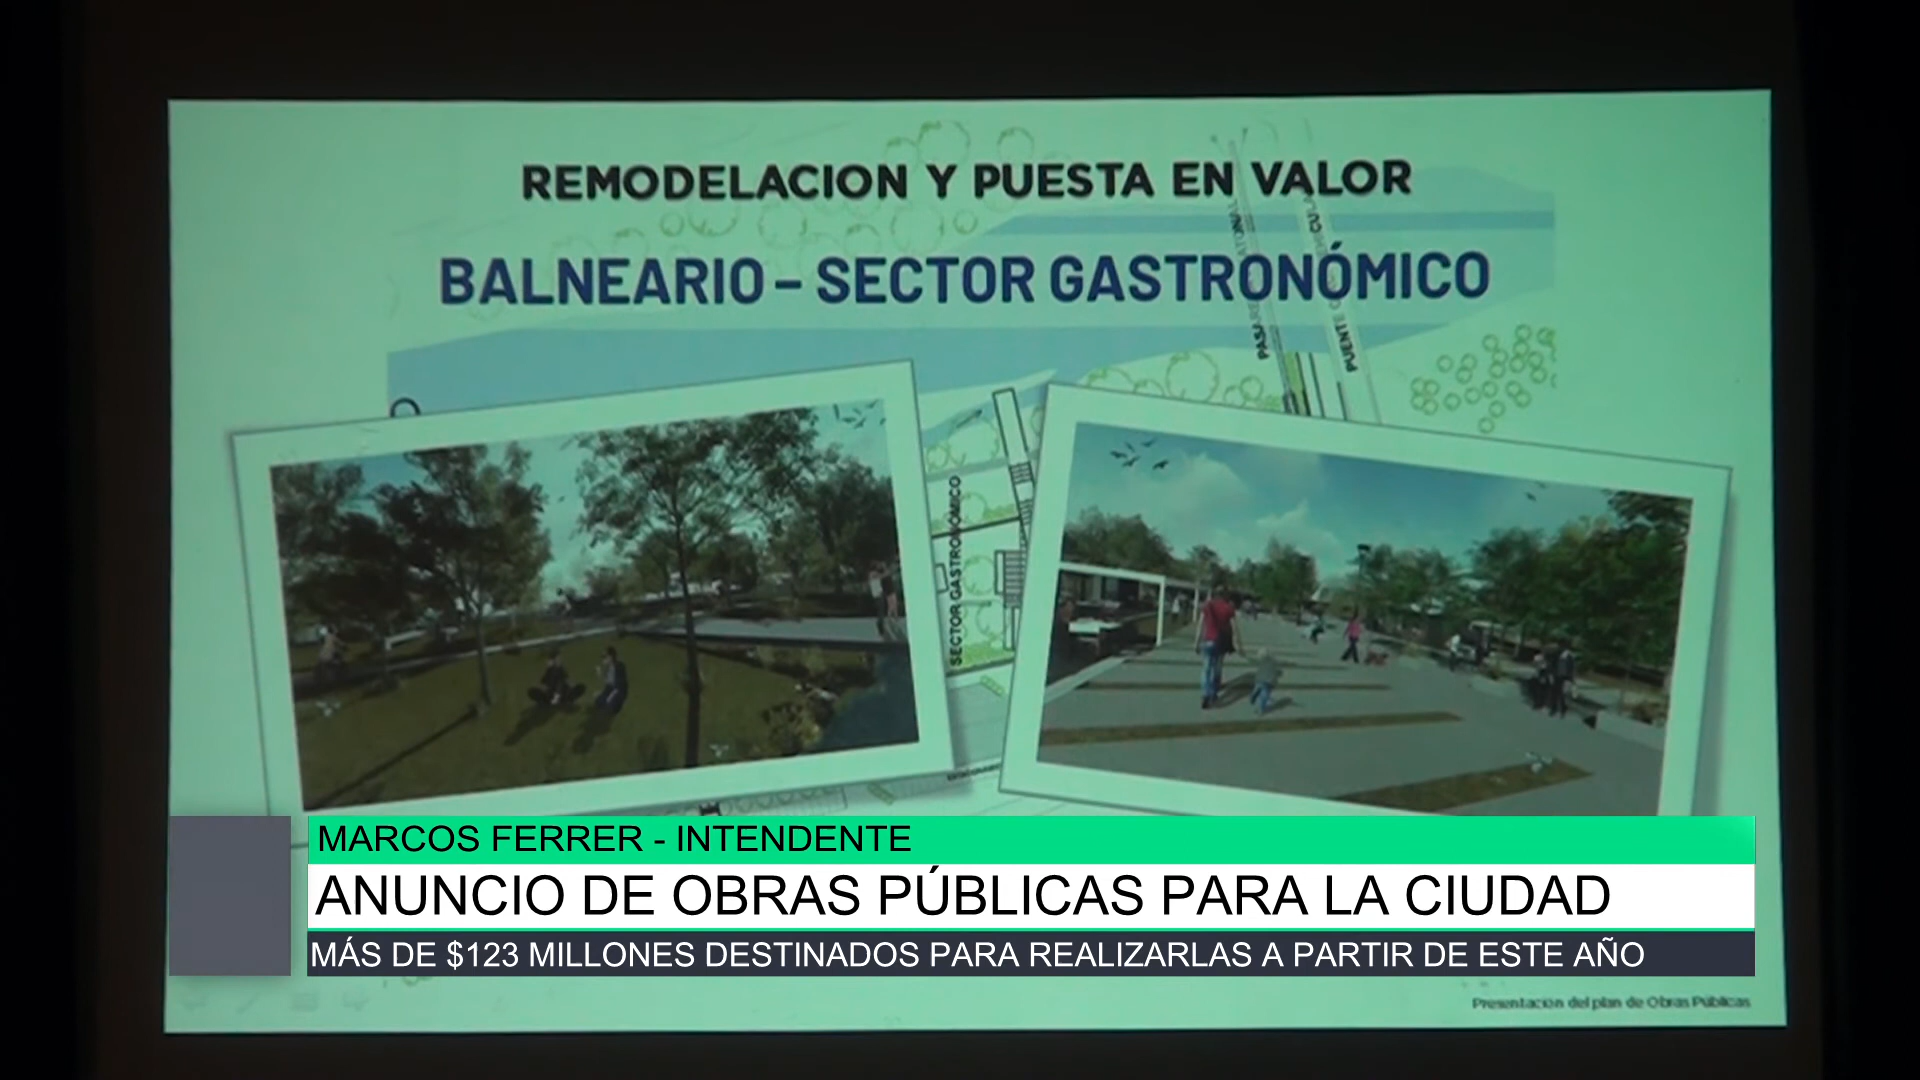 REMODELACION Y PUESTA EN VALOR
BALNEARIO – SECTOR GASTRONÓMICO
SECTOR GASTRONÓMICO
MARCOS FERRER - INTENDENTE
ANUNCIO DE OBRAS PÚBLICAS PARA LA CIUDAD
MÁS DE $123 MILLONES DESTINADOS PARA REALIZARLAS A PARTIR DE ESTE AÑO
Presentacion del plan de Obras Públicas